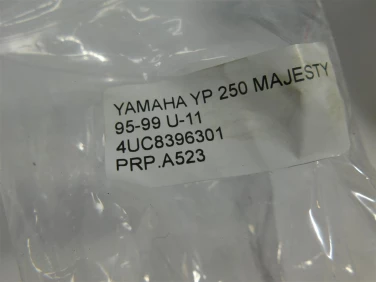 YAMAHA YP 250 MAJESTY
95-99 U-11
4UC8396301
PRP.A523